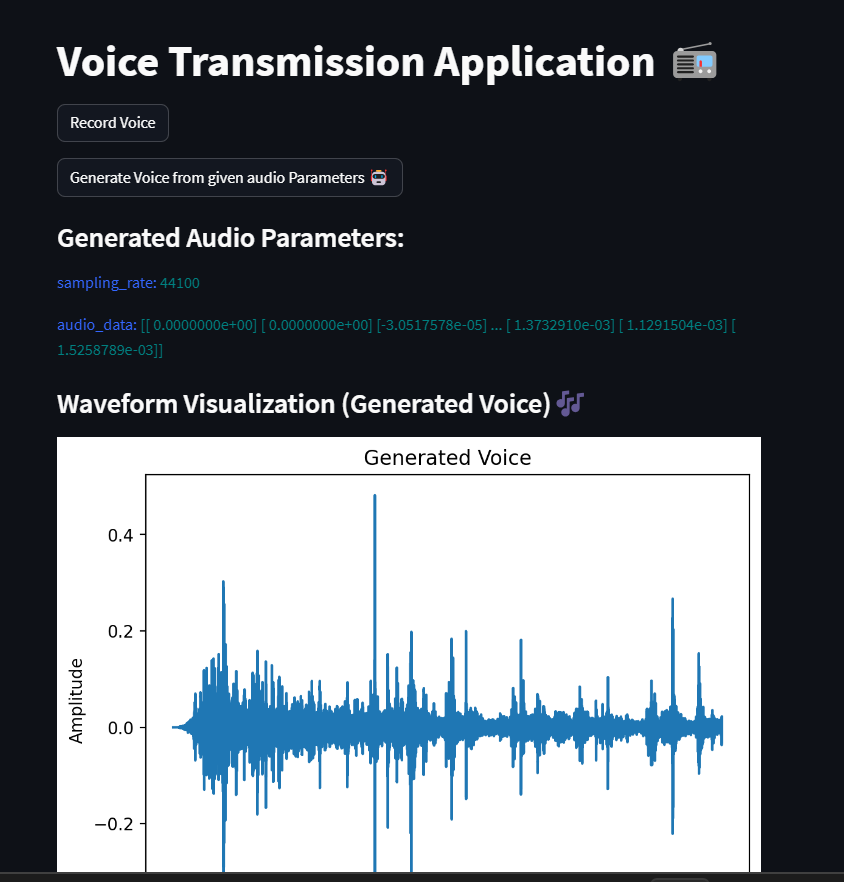 Voice Transmission Application
Record Voice
Generate Voice from given audio Parameters
Generated Audio Parameters:
sampling_rate: 44100
audio_data: [[ 0.0000000e+00] [ 0.0000000e+00] [-3.0517578e-05] ... [ 1.3732910e-03] [ 1.1291504e-03] [
1.5258789e-03]]
Waveform Visualization (Generated Voice)
Generated Voice
0.4
0.2
Amplitude
0.0
−0.2